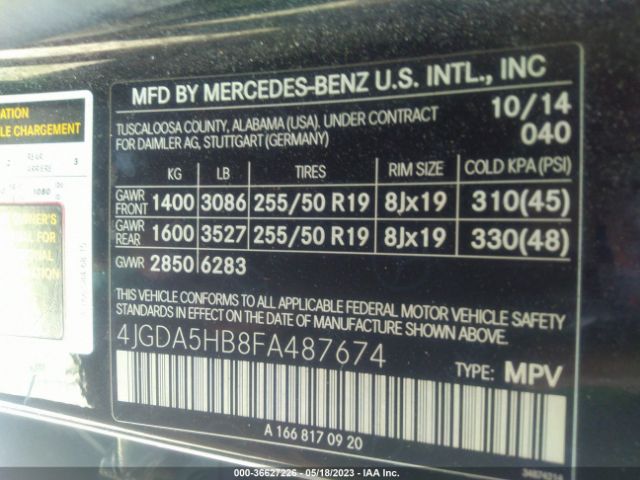 MFD BY MERCEDES-BENZ U.S. INTL., INC
TUSCALOOSA COUNTY, ALABAMA (USA), UNDER CONTRACT
FOR DAIMLER AG, STUTTGART (GERMANY)
10/14
040
KG LB TIRES RIM SIZE COLD KPA(PSI)
GAWR FRONT 1400 3086 255/50 R19 8Jx19 310(45)
GAWR REAR 1600 3527 255/50 R19 8Jx19 330(48)
GVWR 2850 6283
THIS VEHICLE CONFORMS TO ALL APPLICABLE FEDERAL MOTOR VEHICLE SAFETY
STANDARDS IN EFFECT ON THE DATE OF MANUFACTURE SHOWN ABOVE.
4JGDA5HB8FA487674
TYPE: MPV
A 166 817 09 20
CHARGEMENT
REAR 3
ARRIERE
1080
000-36627226 - 05/18/2023 - IAA Inc.